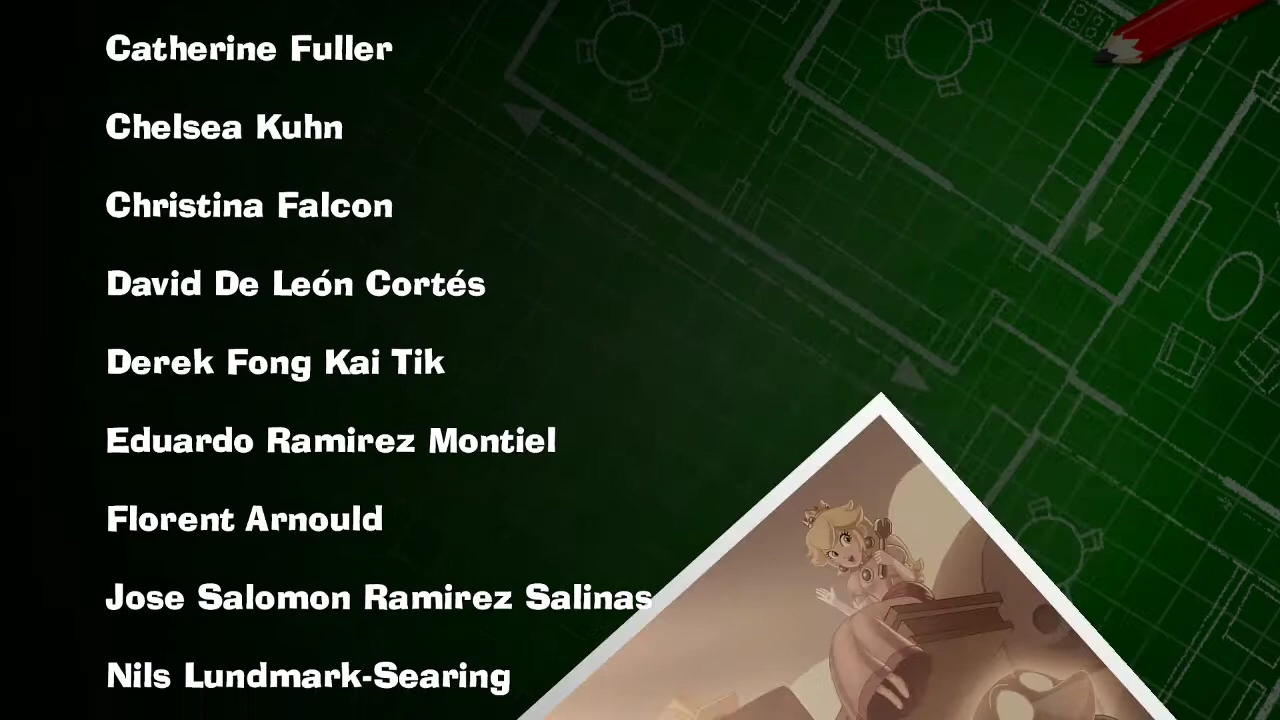 Catherine Fuller
Chelsea Kuhn
Christina Falcon
David De León Cortés
Derek Fong Kai Tik
Eduardo Ramirez Montiel
Florent Arnould
Jose Salomon Ramirez Salinas
Nils Lundmark-Searing